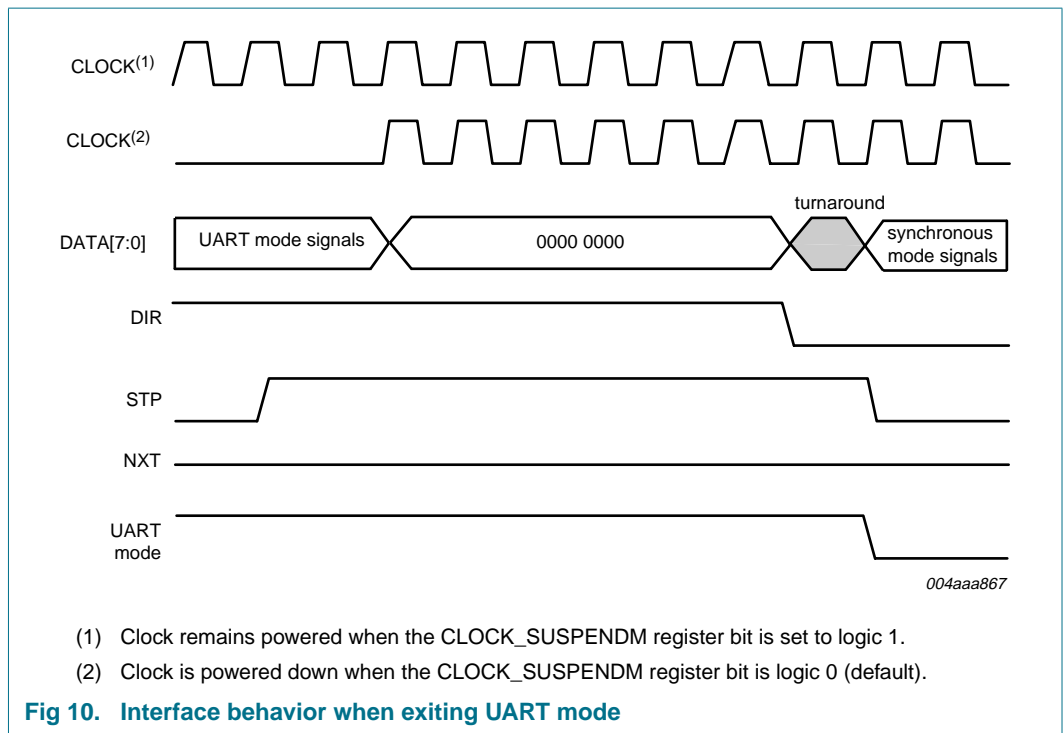 CLOCK(1)
CLOCK(2)
turnaround
DATA[7:0]
UART mode signals
0000 0000
synchronous
mode signals
DIR
STP
NXT
UART
mode
004aaa867
(1) Clock remains powered when the CLOCK_SUSPENDM register bit is set to logic 1.
(2) Clock is powered down when the CLOCK_SUSPENDM register bit is logic 0 (default).
Fig 10. Interface behavior when exiting UART mode